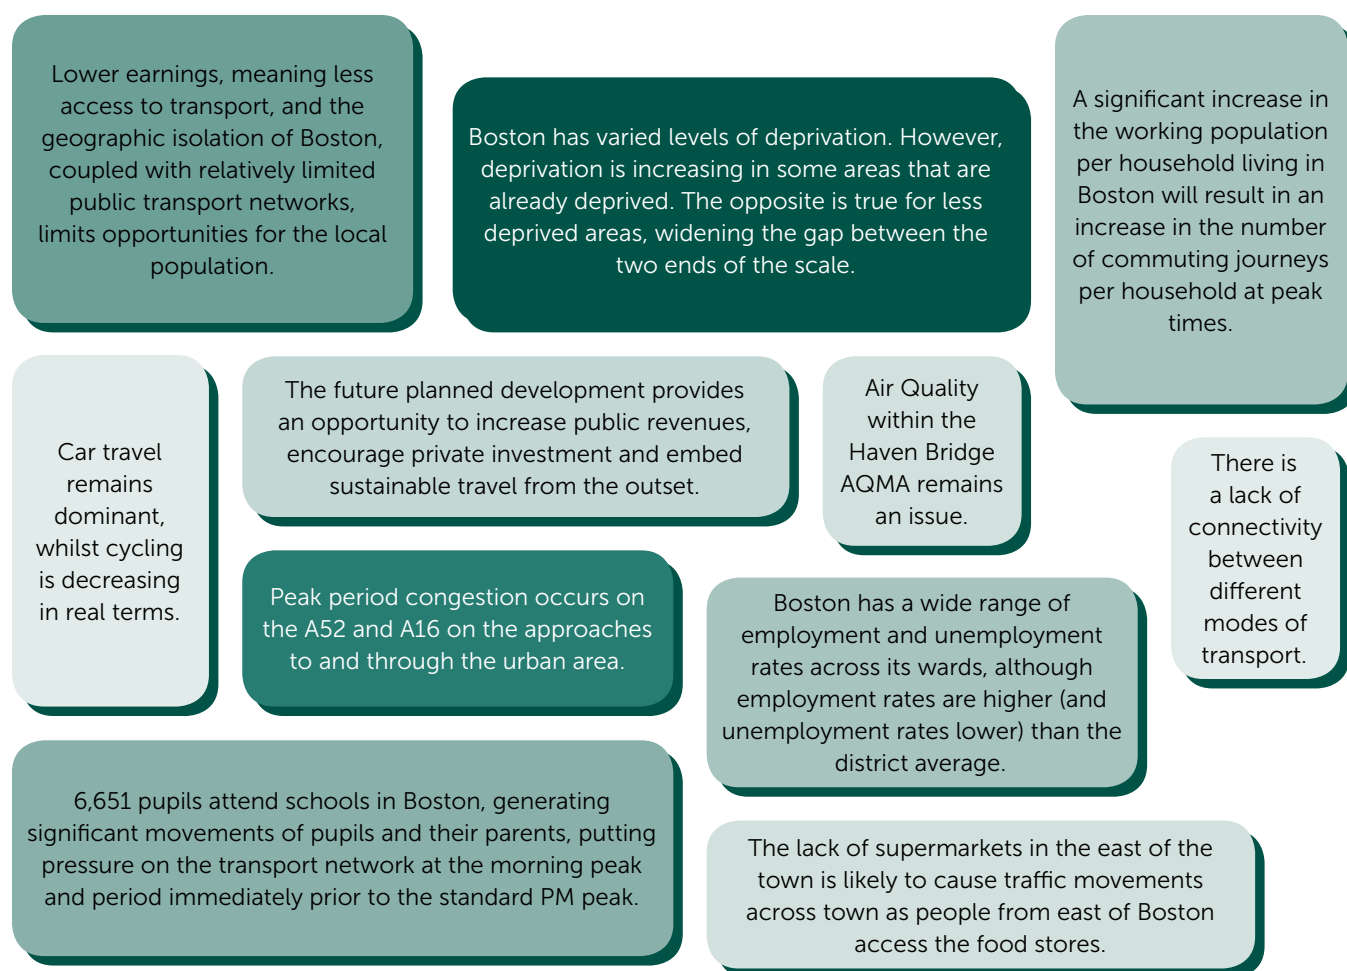 Lower earnings, meaning less
access to transport, and the
geographic isolation of Boston,
coupled with relatively limited
public transport networks,
limits opportunities for the local
population.
Boston has varied levels of deprivation. However,
deprivation is increasing in some areas that are
already deprived. The opposite is true for less
deprived areas, widening the gap between the
two ends of the scale.
A significant increase in
the working population
per household living in
Boston will result in an
increase in the number
of commuting journeys
per household at peak
times.
Car travel
remains
dominant,
whilst cycling
is decreasing
in real terms.
The future planned development provides
an opportunity to increase public revenues,
encourage private investment and embed
sustainable travel from the outset.
Air Quality
within the
Haven Bridge
AQMA remains
an issue.
There is
a lack of
connectivity
between
different
modes of
transport.
Peak period congestion occurs on
the A52 and A16 on the approaches
to and through the urban area.
Boston has a wide range of
employment and unemployment
rates across its wards, although
employment rates are higher (and
unemployment rates lower) than the
district average.
6,651 pupils attend schools in Boston, generating
significant movements of pupils and their parents, putting
pressure on the transport network at the morning peak
and period immediately prior to the standard PM peak.
The lack of supermarkets in the east of the
town is likely to cause traffic movements
across town as people from east of Boston
access the food stores.